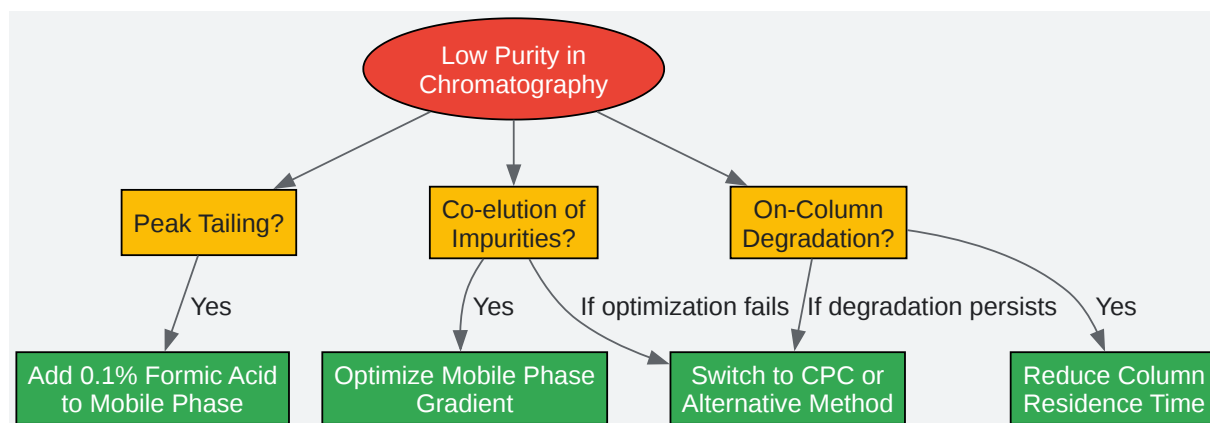 Low Purity in
Chromatography
Peak Tailing?
Co-elution of
Impurities?
On-Column
Degradation?
Yes
Yes
If optimization fails
If degradation persists
Yes
Add 0.1% Formic Acid
to Mobile Phase
Optimize Mobile Phase
Gradient
Switch to CPC or
Alternative Method
Reduce Column
Residence Time